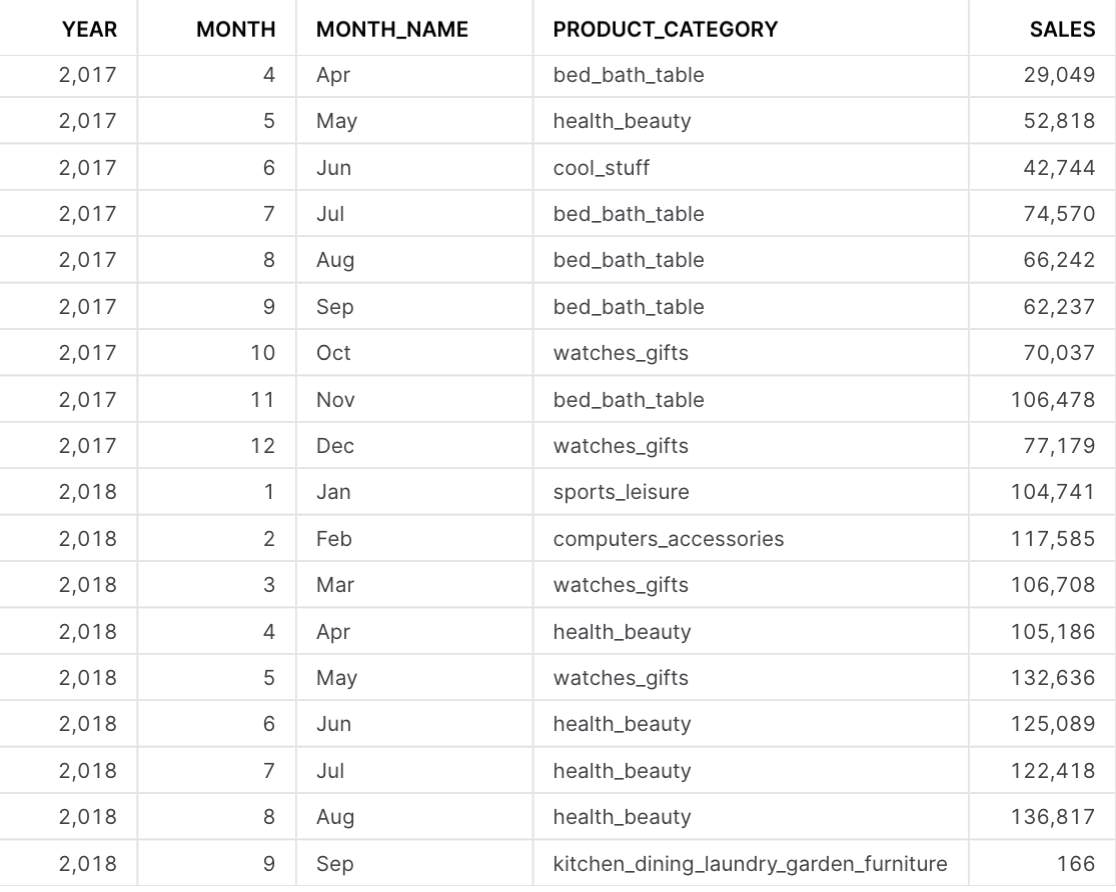 YEAR MONTH MONTH_NAME PRODUCT_CATEGORY SALES
2,017 4 Apr bed_bath_table 29,049
2,017 5 May health_beauty 52,818
2,017 6 Jun cool_stuff 42,744
2,017 7 Jul bed_bath_table 74,570
2,017 8 Aug bed_bath_table 66,242
2,017 9 Sep bed_bath_table 62,237
2,017 10 Oct watches_gifts 70,037
2,017 11 Nov bed_bath_table 106,478
2,017 12 Dec watches_gifts 77,179
2,018 1 Jan sports_leisure 104,741
2,018 2 Feb computers_accessories 117,585
2,018 3 Mar watches_gifts 106,708
2,018 4 Apr health_beauty 105,186
2,018 5 May watches_gifts 132,636
2,018 6 Jun health_beauty 125,089
2,018 7 Jul health_beauty 122,418
2,018 8 Aug health_beauty 136,817
2,018 9 Sep kitchen_dining_laundry_garden_furniture 166